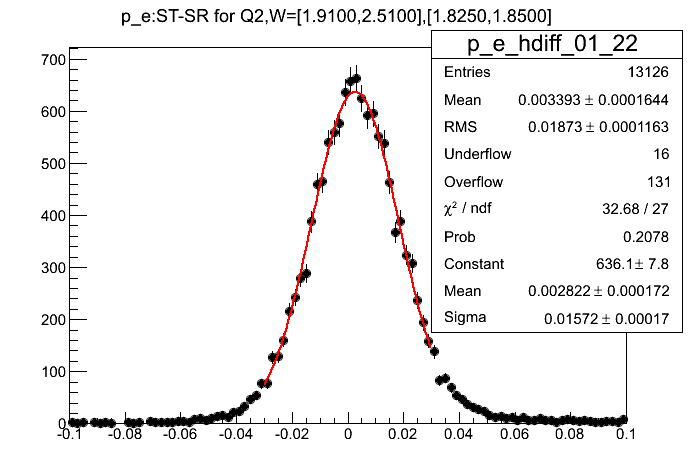 p_e:ST-SR for Q2,W=[1.9100,2.5100],[1.8250,1.8500]
p_e_hdiff_01_22
Entries 13126
Mean 0.003393 ± 0.0001644
RMS 0.01873 ± 0.0001163
Underflow 16
Overflow 131
χ² / ndf 32.68 / 27
Prob 0.2078
Constant 636.1 ± 7.8
Mean 0.002822 ± 0.000172
Sigma 0.01572 ± 0.00017
700
600
500
400
300
200
100
0
-0.1 -0.08 -0.06 -0.04 -0.02 0 0.02 0.04 0.06 0.08 0.1